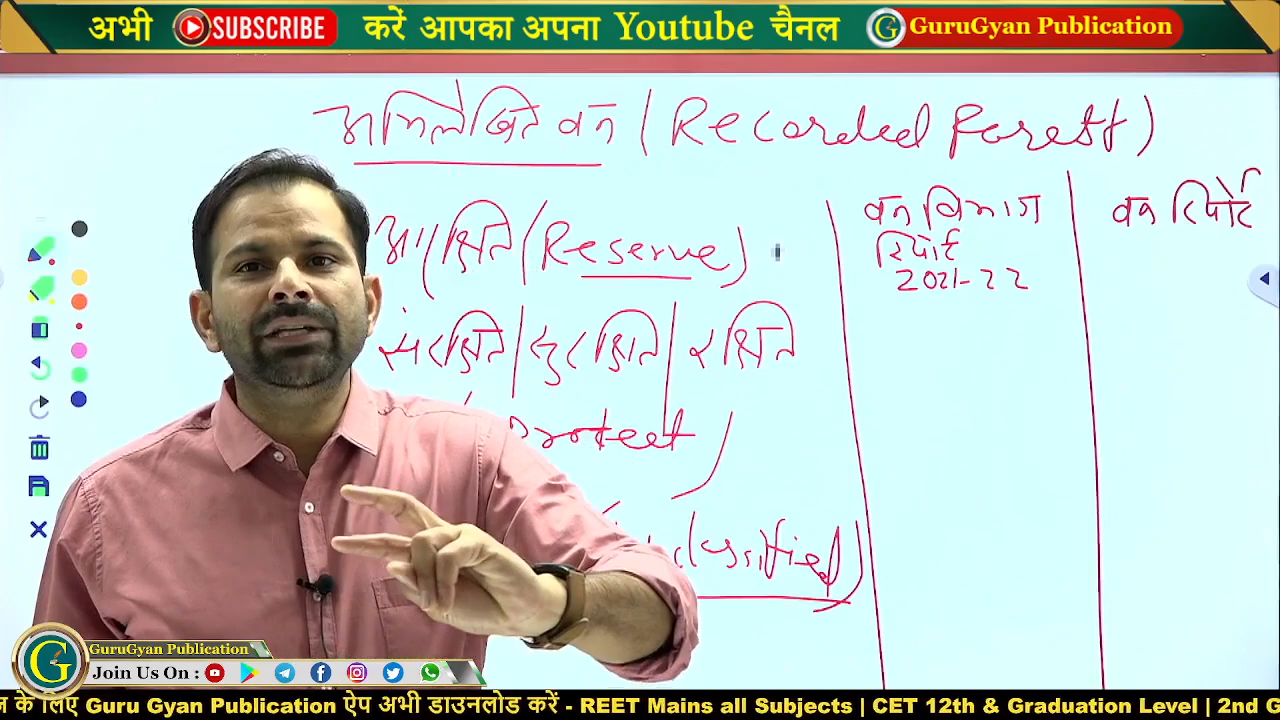 अभी SUBSCRIBE करें आपका अपना Youtube चैनल G GuruGyan Publication
अभिलेखित वन (Recorded forest)
आरक्षित (Reserve)
संरक्षित / सुरक्षित / रक्षित
protect
classified)
वन विभाग
रिपोर्ट
2021-22
वन रिपोर्ट
G
GuruGyan Publication
Join Us On :
के लिए Guru Gyan Publication ऐप अभी डाउनलोड करें - REET Mains all Subjects | CET 12th & Graduation Level | 2nd G